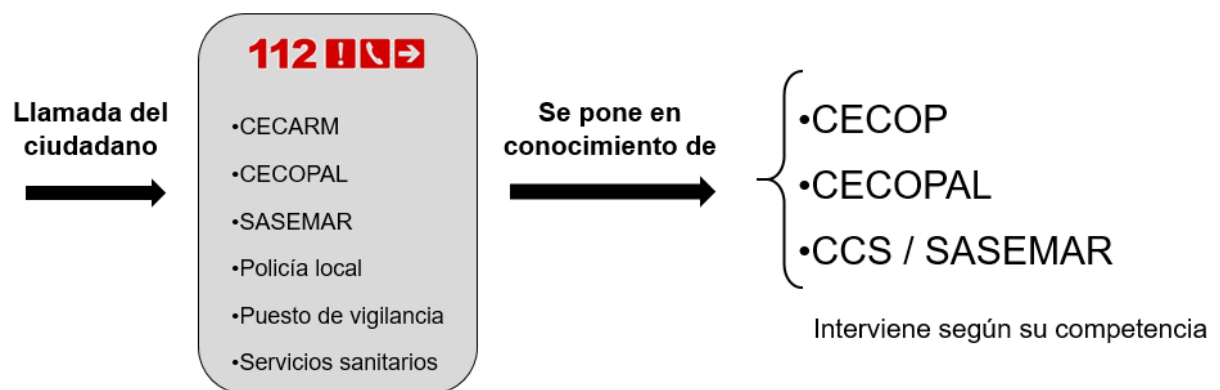 Llamada del
ciudadano
112
•CECARM
•CECOPAL
•SASEMAR
•Policía local
•Puesto de vigilancia
•Servicios sanitarios
Se pone en
conocimiento de
•CECOP
•CECOPAL
•CCS / SASEMAR
Interviene según su competencia